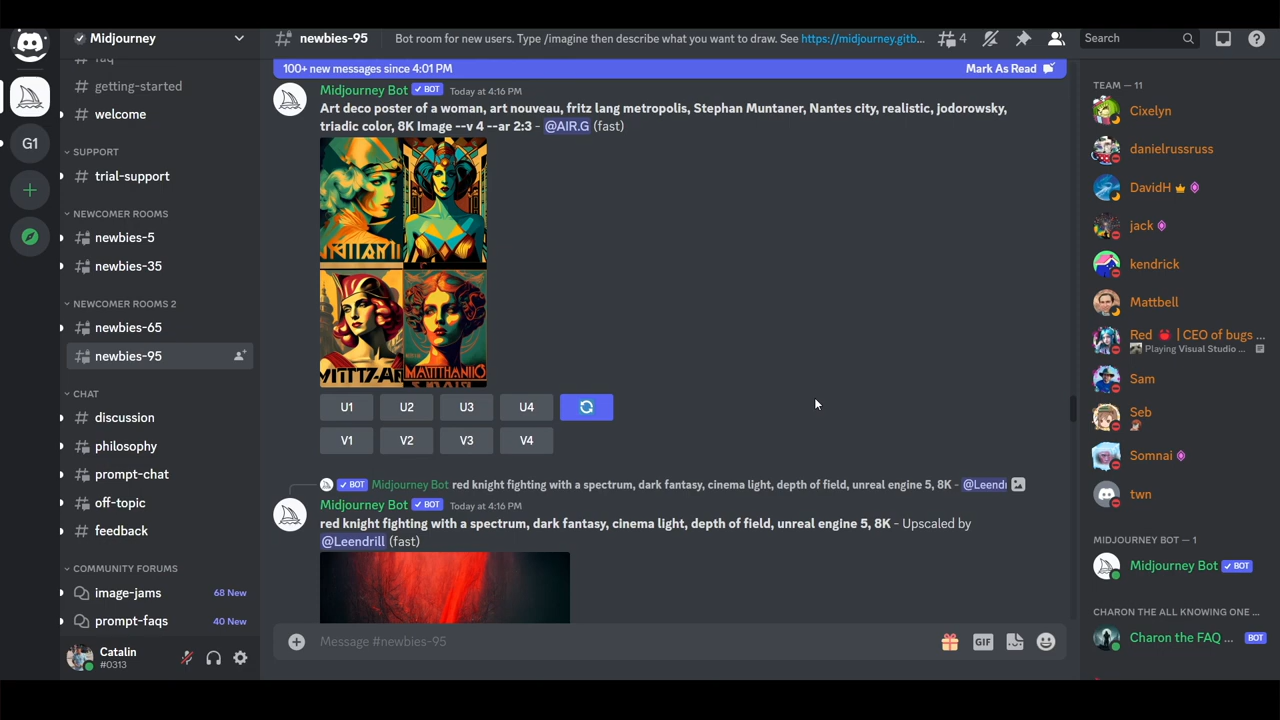 Midjourney
faq
getting-started
welcome
SUPPORT
trial-support
NEWCOMER ROOMS
newbies-5
newbies-35
NEWCOMER ROOMS 2
newbies-65
newbies-95
CHAT
discussion
philosophy
prompt-chat
off-topic
feedback
COMMUNITY FORUMS
image-jams 68 New
prompt-faqs 40 New
Catalin
#0313
G1
newbies-95 Bot room for new users. Type /imagine then describe what you want to draw. See https://midjourney.gitb... 4 Search
100+ new messages since 4:01 PM Mark As Read
Midjourney Bot ✓ BOT Today at 4:16 PM
Art deco poster of a woman, art nouveau, fritz lang metropolis, Stephan Muntaner, Nantes city, realistic, jodorowsky,
triadic color, 8K Image --v 4 --ar 2:3 - @AIR.G (fast)
U1 U2 U3 U4
V1 V2 V3 V4
✓ BOT Midjourney Bot red knight fighting with a spectrum, dark fantasy, cinema light, depth of field, unreal engine 5, 8K - @Leendr
Midjourney Bot ✓ BOT Today at 4:16 PM
red knight fighting with a spectrum, dark fantasy, cinema light, depth of field, unreal engine 5, 8K - Upscaled by
@Leendrill (fast)
Message #newbies-95 GIF
TEAM — 11
Cixelyn
danielrussruss
DavidH
jack
kendrick
Mattbell
Red | CEO of bugs ...
Playing Visual Studio ...
Sam
Seb
Somnai
twn
MIDJOURNEY BOT — 1
Midjourney Bot ✓ BOT
CHARON THE ALL KNOWING ONE ...
Charon the FAQ ... BOT